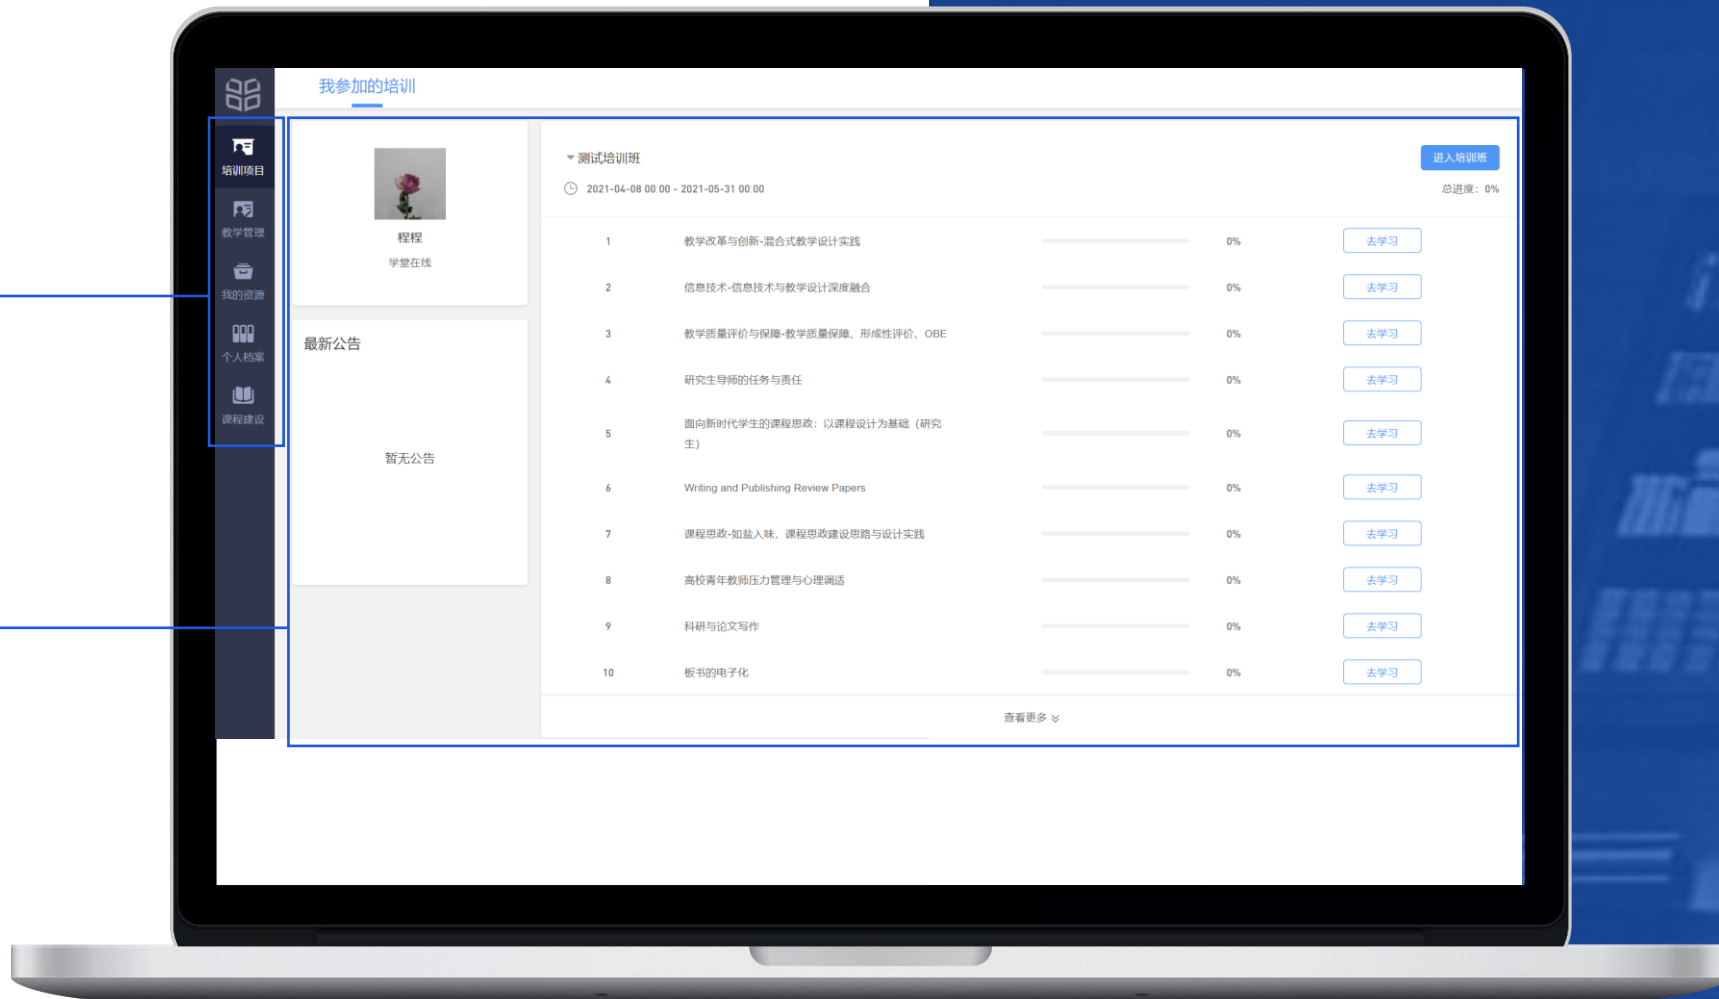 我参加的培训
培训项目
教学管理
我的资源
个人档案
课程建设
程程
学堂在线
最新公告
暂无公告
测试培训班
进入培训班
2021-04-08 00:00 - 2021-05-31 00:00
总进度：0%
1 教学改革与创新-混合式教学设计实践 0% 去学习
2 信息技术-信息技术与教学设计深度融合 0% 去学习
3 教学质量评价与保障-教学质量保障、形成性评价、OBE 0% 去学习
4 研究生导师的任务与责任 0% 去学习
5 面向新时代学生的课程思政：以课程设计为基础（研究
生） 0% 去学习
6 Writing and Publishing Review Papers 0% 去学习
7 课程思政-如盐入味，课程思政建设思路与设计实践 0% 去学习
8 高校青年教师压力管理与心理调适 0% 去学习
9 科研与论文写作 0% 去学习
10 板书的电子化 0% 去学习
查看更多